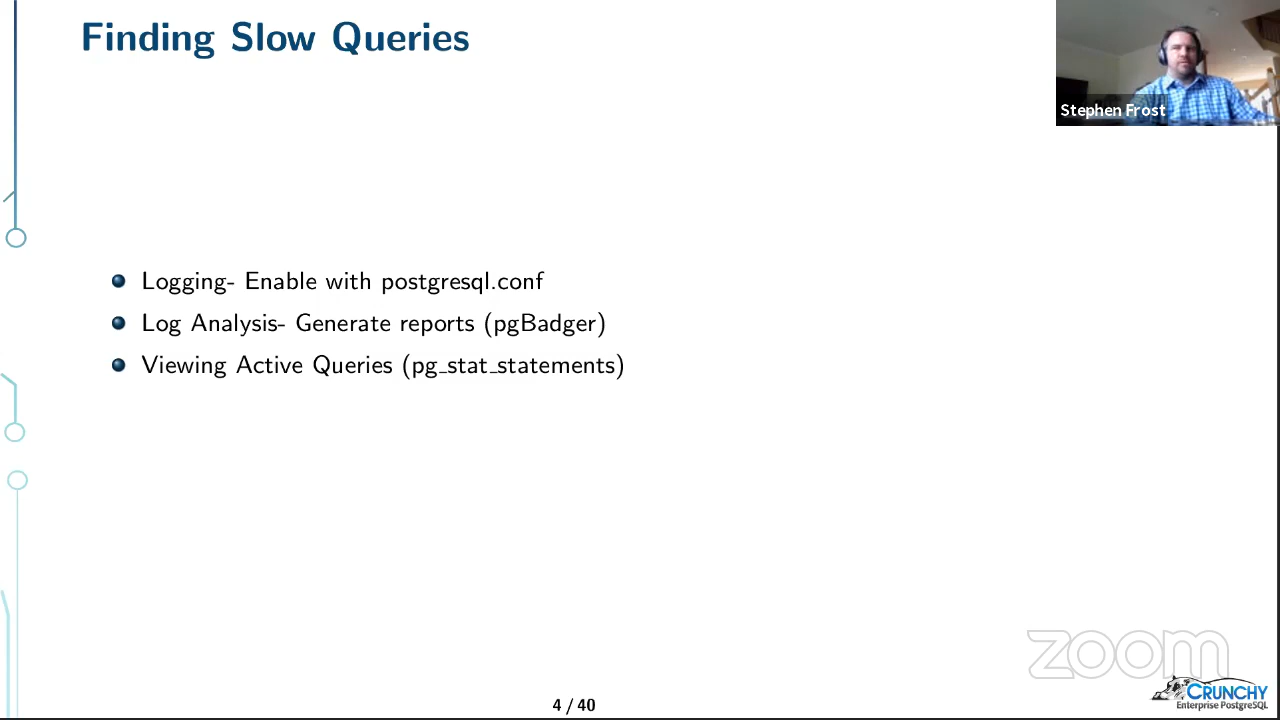 Finding Slow Queries
Stephen Frost
Logging- Enable with postgresql.conf
Log Analysis- Generate reports (pgBadger)
Viewing Active Queries (pg_stat_statements)
zoom
CRUNCHY
Enterprise PostgreSQL
4 / 40